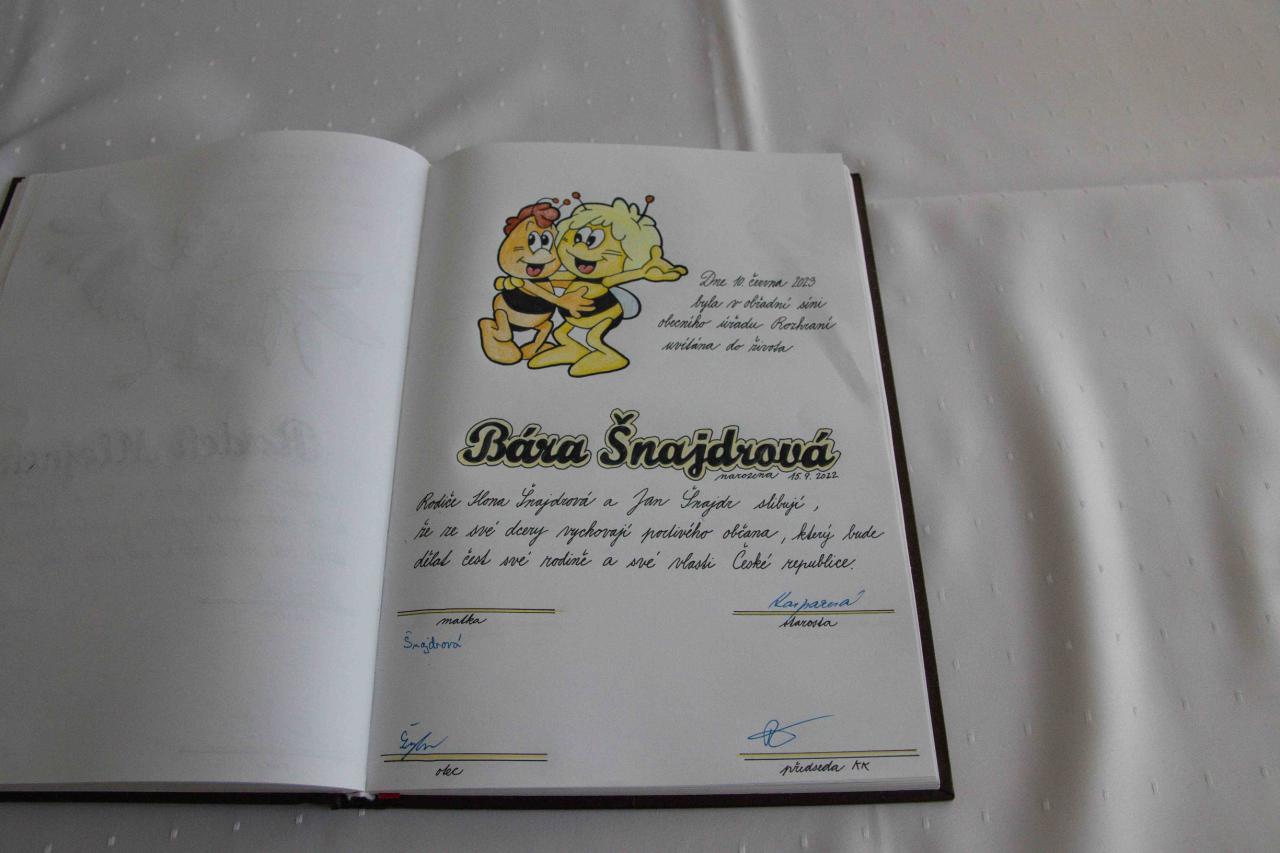 Dne 10. června 2023
byla v obřadní síni
obecního úřadu Rozhraní
uvítána do života
Bára Šnajdrová
narozena 15.9.2022
Rodiče Ilona Šnajdrová a Jan Šnajdr slibují,
že ze své dcery vychovají poctivého občana, který bude
dělat čest své rodině a své vlasti České republice.
matka
Šnajdrová
Kasparová
starosta
otec
předseda KK